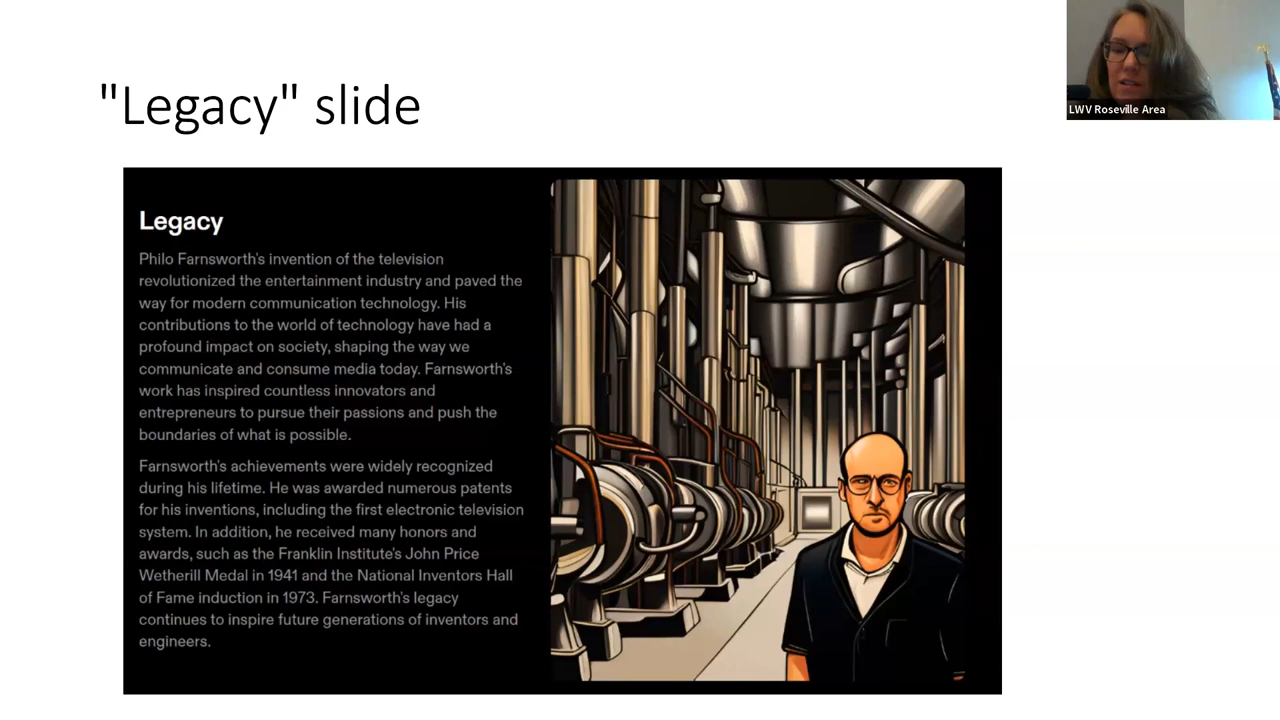 "Legacy" slide
LWV Roseville Area
Legacy
Philo Farnsworth's invention of the television
revolutionized the entertainment industry and paved the
way for modern communication technology. His
contributions to the world of technology have had a
profound impact on society, shaping the way we
communicate and consume media today. Farnsworth's
work has inspired countless innovators and
entrepreneurs to pursue their passions and push the
boundaries of what is possible.
Farnsworth's achievements were widely recognized
during his lifetime. He was awarded numerous patents
for his inventions, including the first electronic television
system. In addition, he received many honors and
awards, such as the Franklin Institute's John Price
Wetherill Medal in 1941 and the National Inventors Hall
of Fame induction in 1973. Farnsworth's legacy
continues to inspire future generations of inventors and
engineers.